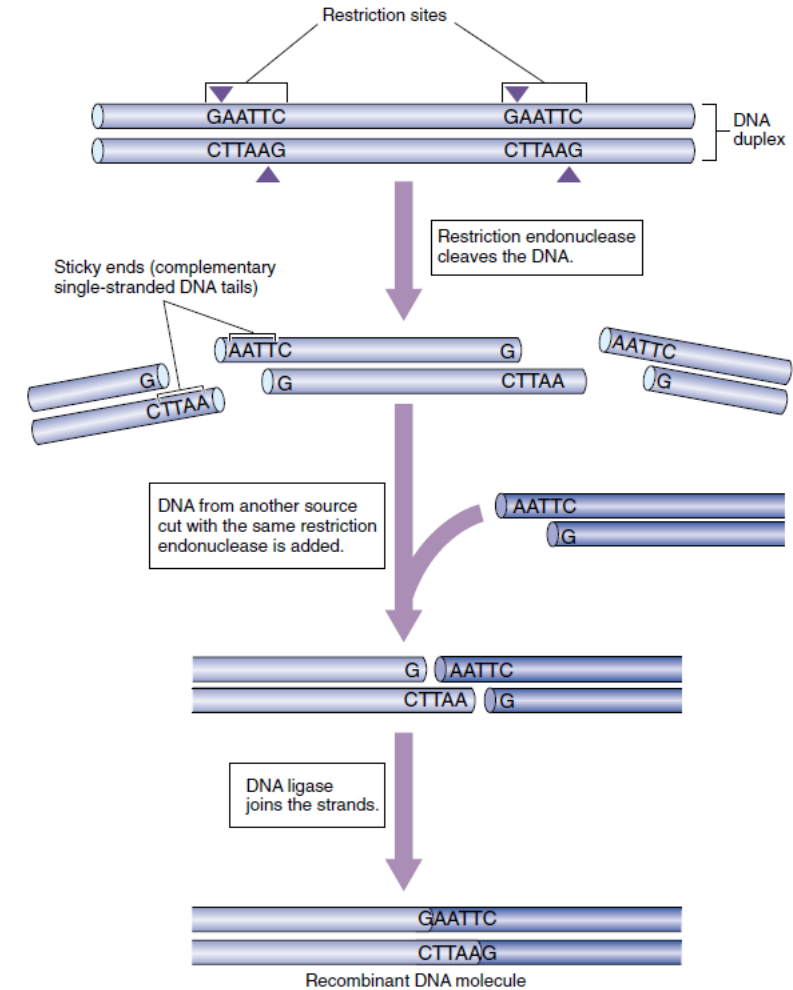 Restriction sites
GAATTC
GAATTC
CTTAAG
CTTAAG
DNA
duplex
Restriction endonuclease
cleaves the DNA.
Sticky ends (complementary
single-stranded DNA tails)
G
CTTAA
AATTC
G
G
CTTAA
AATTC
G
DNA from another source
cut with the same restriction
endonuclease is added.
AATTC
G
G
AATTC
CTTAA
G
DNA ligase
joins the strands.
GAATTC
CTTAAG
Recombinant DNA molecule